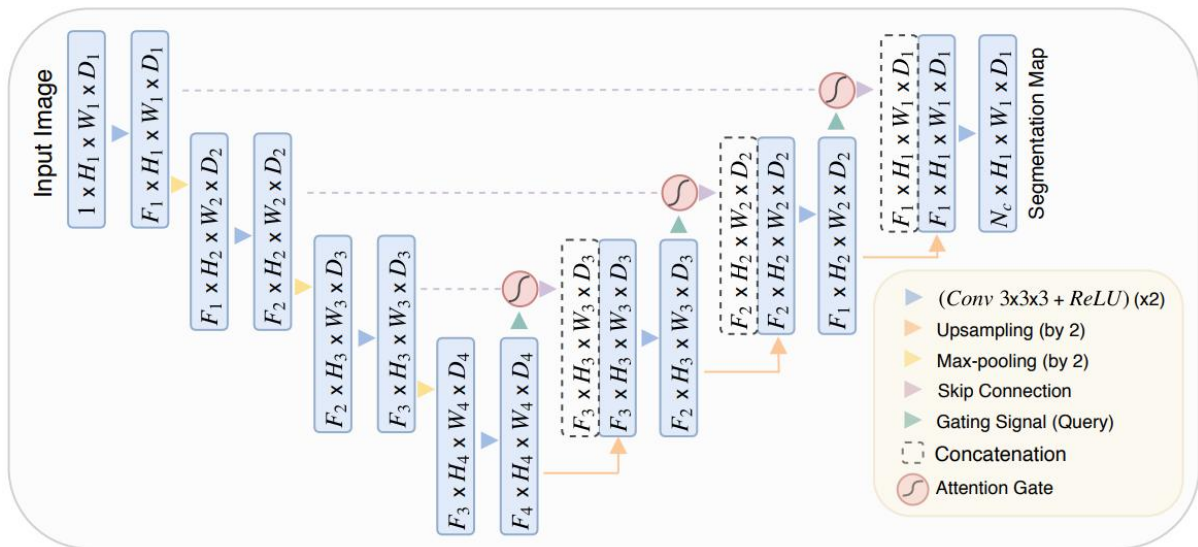 Input Image
1 x H₁ x W₁ x D₁
F₁ x H₁ x W₁ x D₁
F₁ x H₂ x W₂ x D₂
F₂ x H₂ x W₂ x D₂
F₂ x H₃ x W₃ x D₃
F₃ x H₃ x W₃ x D₃
F₃ x H₄ x W₄ x D₄
F₄ x H₄ x W₄ x D₄
F₃ x H₃ x W₃ x D₃
F₃ x H₃ x W₃ x D₃
F₂ x H₃ x W₃ x D₃
F₂ x H₂ x W₂ x D₂
F₂ x H₂ x W₂ x D₂
F₁ x H₂ x W₂ x D₂
F₁ x H₁ x W₁ x D₁
F₁ x H₁ x W₁ x D₁
N꜀ x H₁ x W₁ x D₁
Segmentation Map
(Conv 3x3x3 + ReLU) (x2)
Upsampling (by 2)
Max-pooling (by 2)
Skip Connection
Gating Signal (Query)
Concatenation
Attention Gate